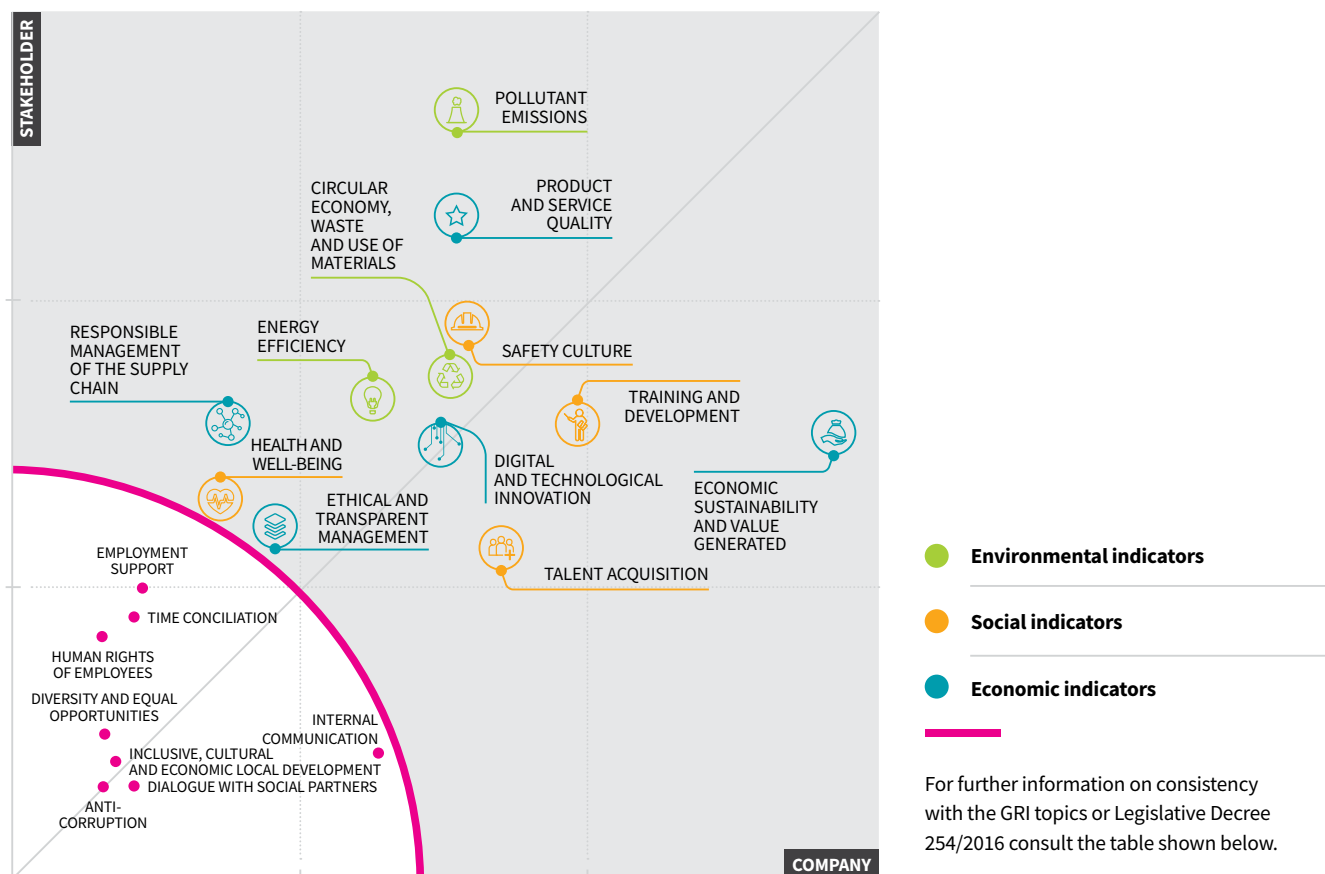 STAKEHOLDER
POLLUTANT
EMISSIONS
CIRCULAR
ECONOMY,
WASTE
AND USE OF
MATERIALS
PRODUCT
AND SERVICE
QUALITY
RESPONSIBLE
MANAGEMENT
OF THE SUPPLY
CHAIN
ENERGY
EFFICIENCY
SAFETY CULTURE
TRAINING AND
DEVELOPMENT
HEALTH AND
WELL-BEING
DIGITAL
AND TECHNOLOGICAL
INNOVATION
ECONOMIC
SUSTAINABILITY
AND VALUE
GENERATED
ETHICAL AND
TRANSPARENT
MANAGEMENT
TALENT ACQUISITION
EMPLOYMENT
SUPPORT
TIME CONCILIATION
HUMAN RIGHTS
OF EMPLOYEES
DIVERSITY AND EQUAL
OPPORTUNITIES
INTERNAL
COMMUNICATION
INCLUSIVE, CULTURAL
AND ECONOMIC LOCAL DEVELOPMENT
DIALOGUE WITH SOCIAL PARTNERS
ANTI-
CORRUPTION
COMPANY
Environmental indicators
Social indicators
Economic indicators
For further information on consistency
with the GRI topics or Legislative Decree
254/2016 consult the table shown below.